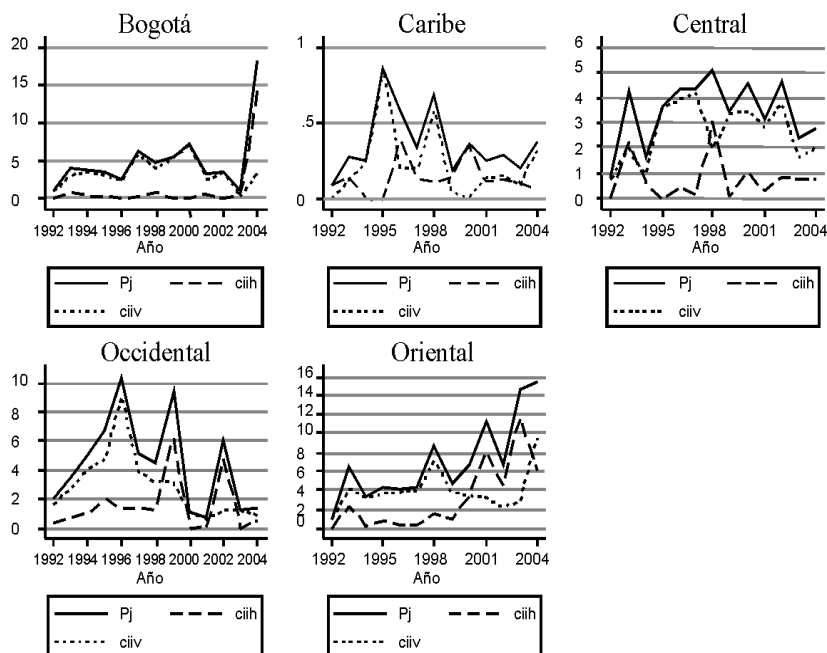 Bogotá
20
15
10
5
0
1992 1994 1996 1998 2000 2002 2004
Año
Pj ciih
ciiv
Caribe
1
.5
0
1992 1995 1998 2001 2004
Año
Pj ciih
ciiv
Central
6
5
4
3
2
1
0
1992 1995 1998 2001 2004
Año
Pj ciih
ciiv
Occidental
10
8
6
4
2
0
1992 1994 1996 1998 2000 2002 2004
Año
Pj ciih
ciiv
Oriental
16
14
12
10
8
6
4
2
0
1992 1995 1998 2001 2004
Año
Pj ciih
ciiv